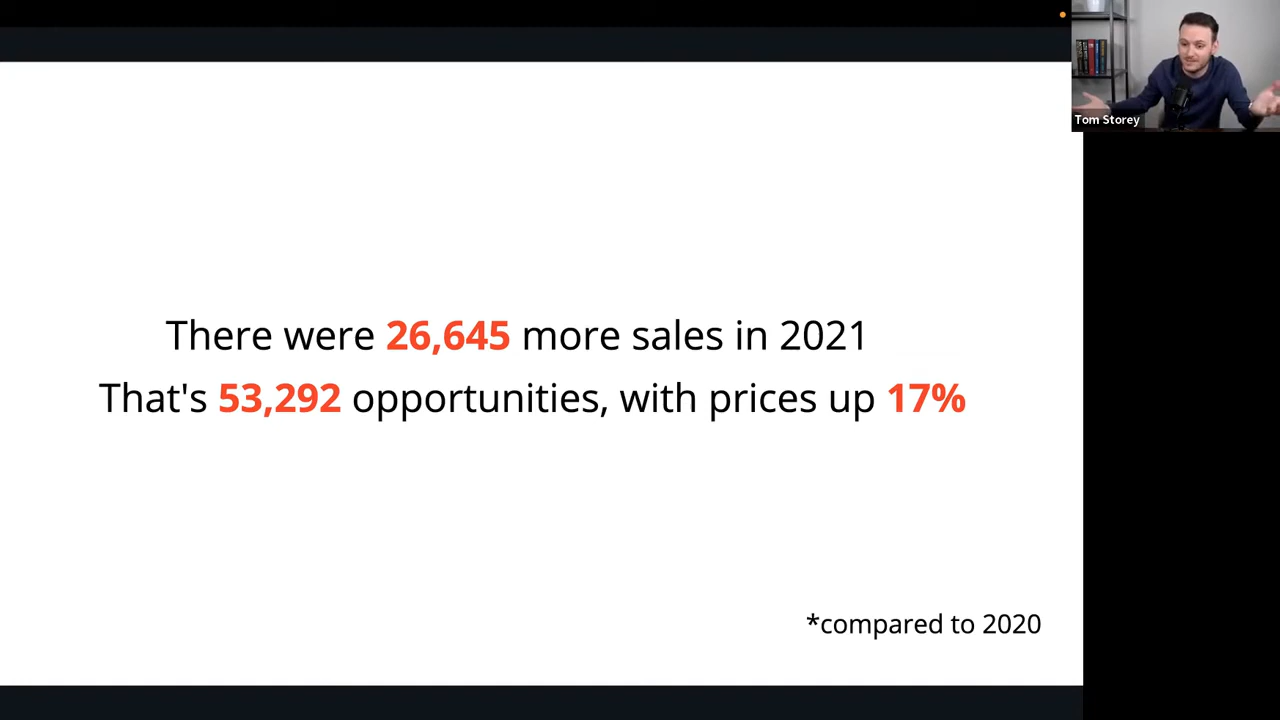 Tom Storey
There were 26,645 more sales in 2021
That's 53,292 opportunities, with prices up 17%
*compared to 2020